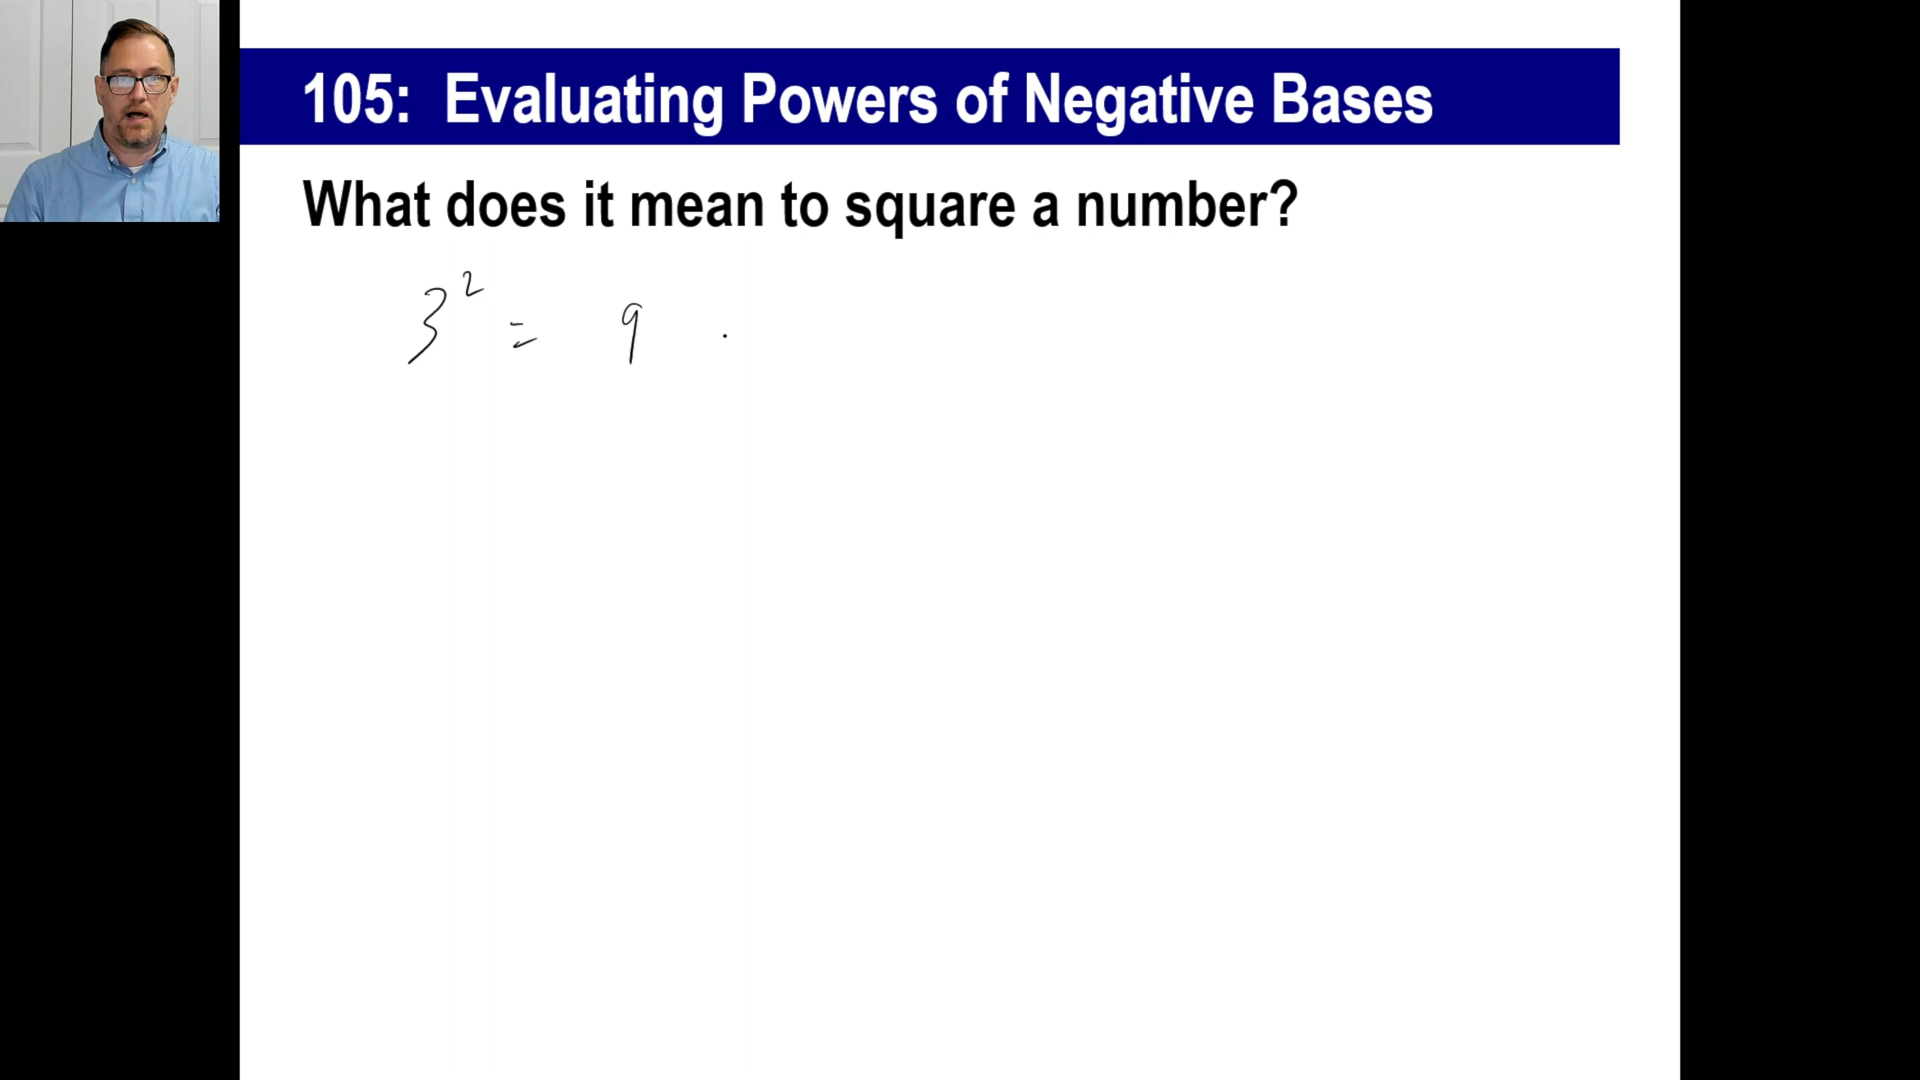 105: Evaluating Powers of Negative Bases
What does it mean to square a number?
3² = 9 .